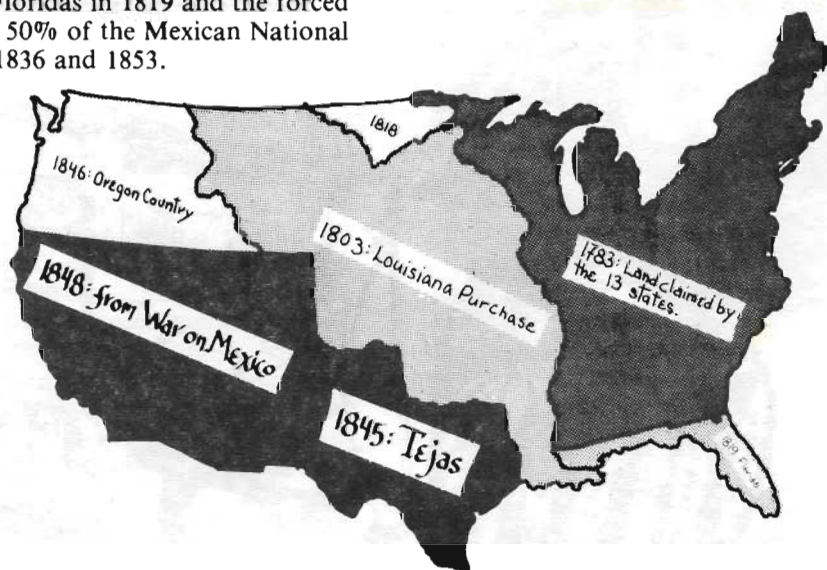 Floridas in 1819 and the forced
50% of the Mexican National
1836 and 1853.
1818
1846: Oregon Country
1803: Louisiana Purchase
1783: Land claimed by
the 13 states.
1848: from War on Mexico
1845: Tejas
1819